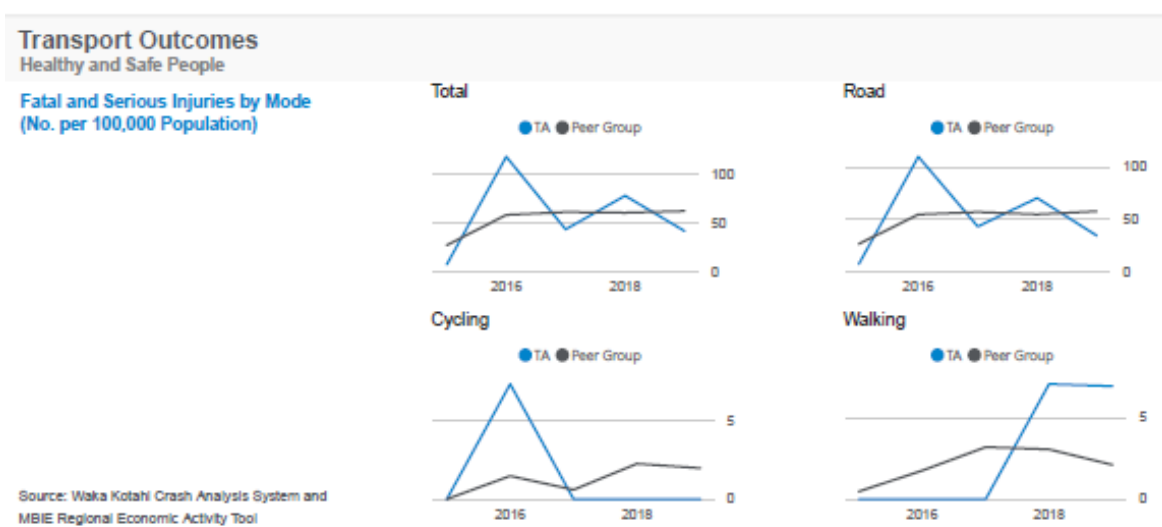 Transport Outcomes
Healthy and Safe People
Fatal and Serious Injuries by Mode
(No. per 100,000 Population)
Total
TA Peer Group
100
50
0
2016 2018
Road
TA Peer Group
100
50
0
2016 2018
Cycling
TA Peer Group
5
0
2016 2018
Walking
TA Peer Group
5
0
2016 2018
Source: Waka Kotahi Crash Analysis System and
MBIE Regional Economic Activity Tool